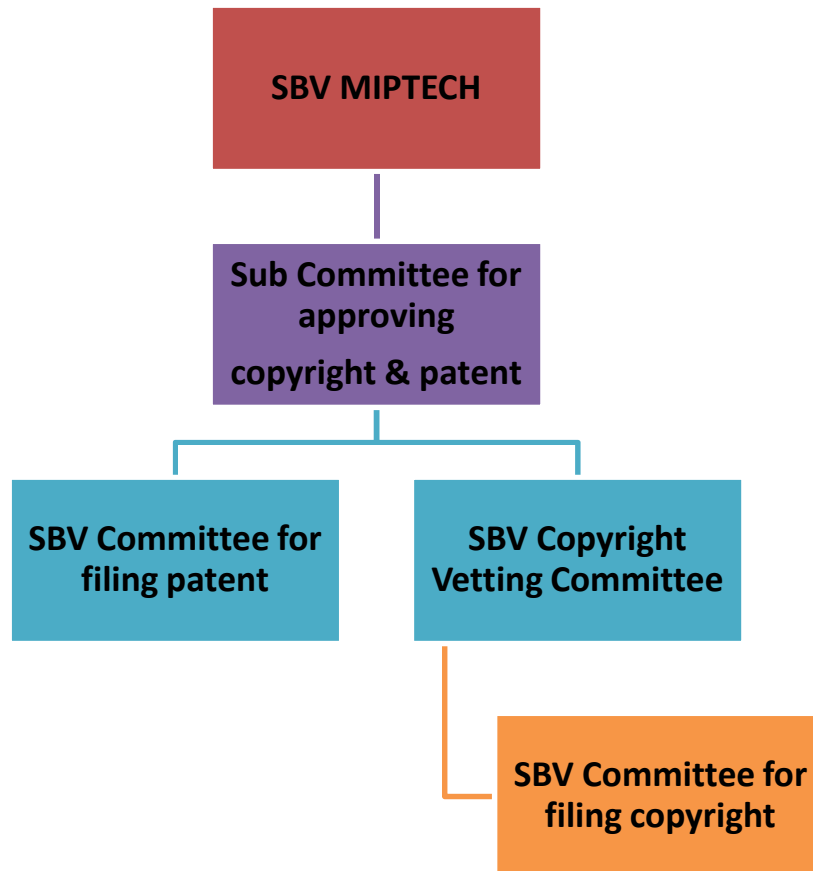 SBV MIPTECH
Sub Committee for
approving
copyright & patent
SBV Committee for
filing patent
SBV Copyright
Vetting Committee
SBV Committee for
filing copyright